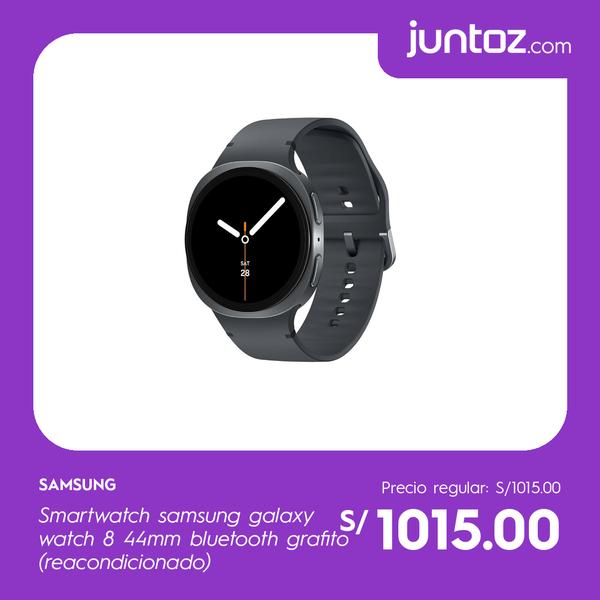 juntoz.com
SAT
28
SAMSUNG
Precio regular: S/1015.00
Smartwatch samsung galaxy
watch 8 44mm bluetooth grafito
(reacondicionado)
S/ 1015.00